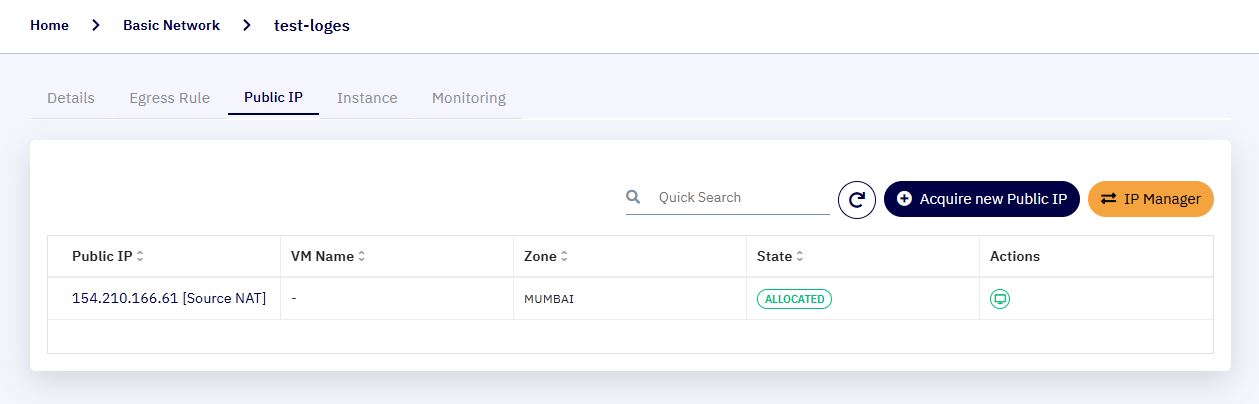 Home > Basic Network > test-loges
Details Egress Rule Public IP Instance Monitoring
Quick Search Acquire new Public IP IP Manager
Public IP VM Name Zone State Actions
154.210.166.61 [Source NAT] - MUMBAI ALLOCATED